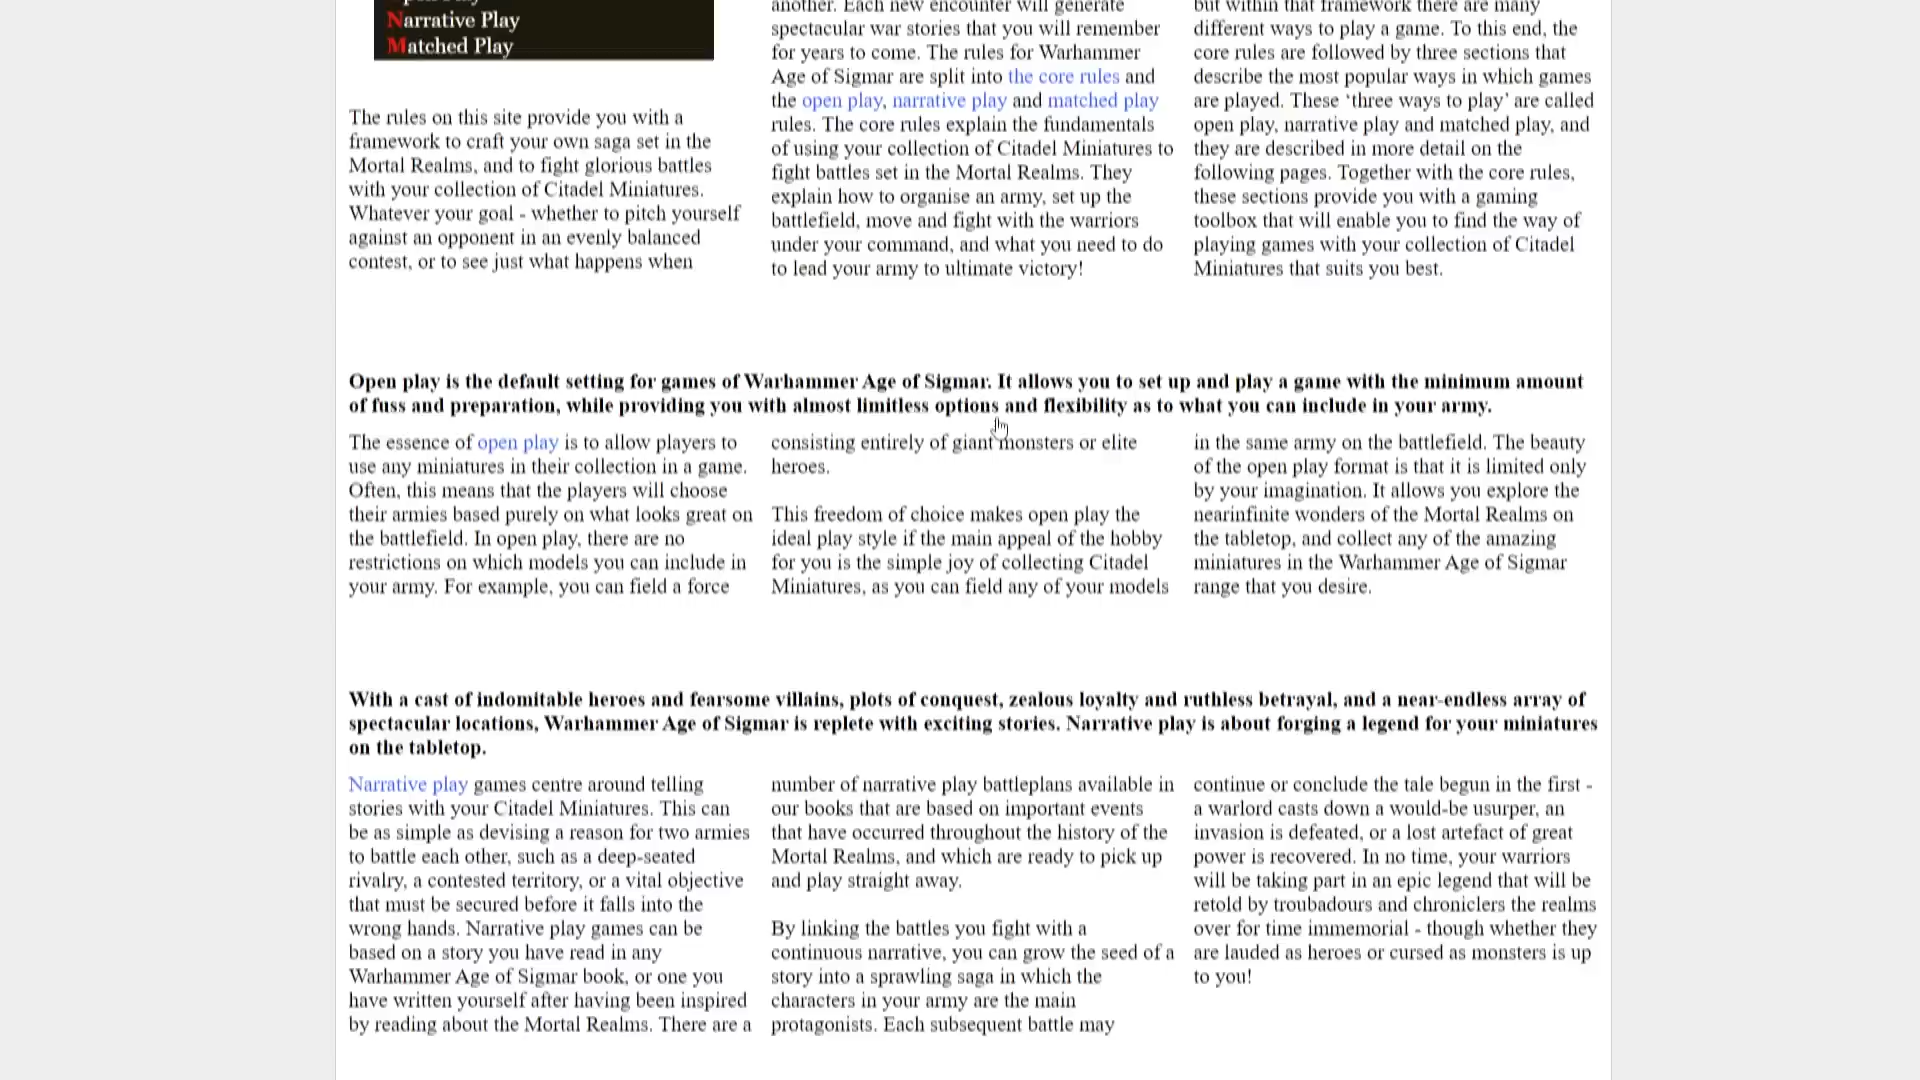 Narrative Play
Matched Play
The rules on this site provide you with a
framework to craft your own saga set in the
Mortal Realms, and to fight glorious battles
with your collection of Citadel Miniatures.
Whatever your goal - whether to pitch yourself
against an opponent in an evenly balanced
contest, or to see just what happens when
another. Each new encounter will generate
spectacular war stories that you will remember
for years to come. The rules for Warhammer
Age of Sigmar are split into the core rules and
the open play, narrative play and matched play
rules. The core rules explain the fundamentals
of using your collection of Citadel Miniatures to
fight battles set in the Mortal Realms. They
explain how to organise an army, set up the
battlefield, move and fight with the warriors
under your command, and what you need to do
to lead your army to ultimate victory!
but within that framework there are many
different ways to play a game. To this end, the
core rules are followed by three sections that
describe the most popular ways in which games
are played. These ‘three ways to play’ are called
open play, narrative play and matched play, and
they are described in more detail on the
following pages. Together with the core rules,
these sections provide you with a gaming
toolbox that will enable you to find the way of
playing games with your collection of Citadel
Miniatures that suits you best.
Open play is the default setting for games of Warhammer Age of Sigmar. It allows you to set up and play a game with the minimum amount
of fuss and preparation, while providing you with almost limitless options and flexibility as to what you can include in your army.
The essence of open play is to allow players to
use any miniatures in their collection in a game.
Often, this means that the players will choose
their armies based purely on what looks great on
the battlefield. In open play, there are no
restrictions on which models you can include in
your army. For example, you can field a force
consisting entirely of giant monsters or elite
heroes.
This freedom of choice makes open play the
ideal play style if the main appeal of the hobby
for you is the simple joy of collecting Citadel
Miniatures, as you can field any of your models
in the same army on the battlefield. The beauty
of the open play format is that it is limited only
by your imagination. It allows you explore the
nearinfinite wonders of the Mortal Realms on
the tabletop, and collect any of the amazing
miniatures in the Warhammer Age of Sigmar
range that you desire.
With a cast of indomitable heroes and fearsome villains, plots of conquest, zealous loyalty and ruthless betrayal, and a near-endless array of
spectacular locations, Warhammer Age of Sigmar is replete with exciting stories. Narrative play is about forging a legend for your miniatures
on the tabletop.
Narrative play games centre around telling
stories with your Citadel Miniatures. This can
be as simple as devising a reason for two armies
to battle each other, such as a deep-seated
rivalry, a contested territory, or a vital objective
that must be secured before it falls into the
wrong hands. Narrative play games can be
based on a story you have read in any
Warhammer Age of Sigmar book, or one you
have written yourself after having been inspired
by reading about the Mortal Realms. There are a
number of narrative play battleplans available in
our books that are based on important events
that have occurred throughout the history of the
Mortal Realms, and which are ready to pick up
and play straight away.
By linking the battles you fight with a
continuous narrative, you can grow the seed of a
story into a sprawling saga in which the
characters in your army are the main
protagonists. Each subsequent battle may
continue or conclude the tale begun in the first -
a warlord casts down a would-be usurper, an
invasion is defeated, or a lost artefact of great
power is recovered. In no time, your warriors
will be taking part in an epic legend that will be
retold by troubadours and chroniclers the realms
over for time immemorial - though whether they
are lauded as heroes or cursed as monsters is up
to you!